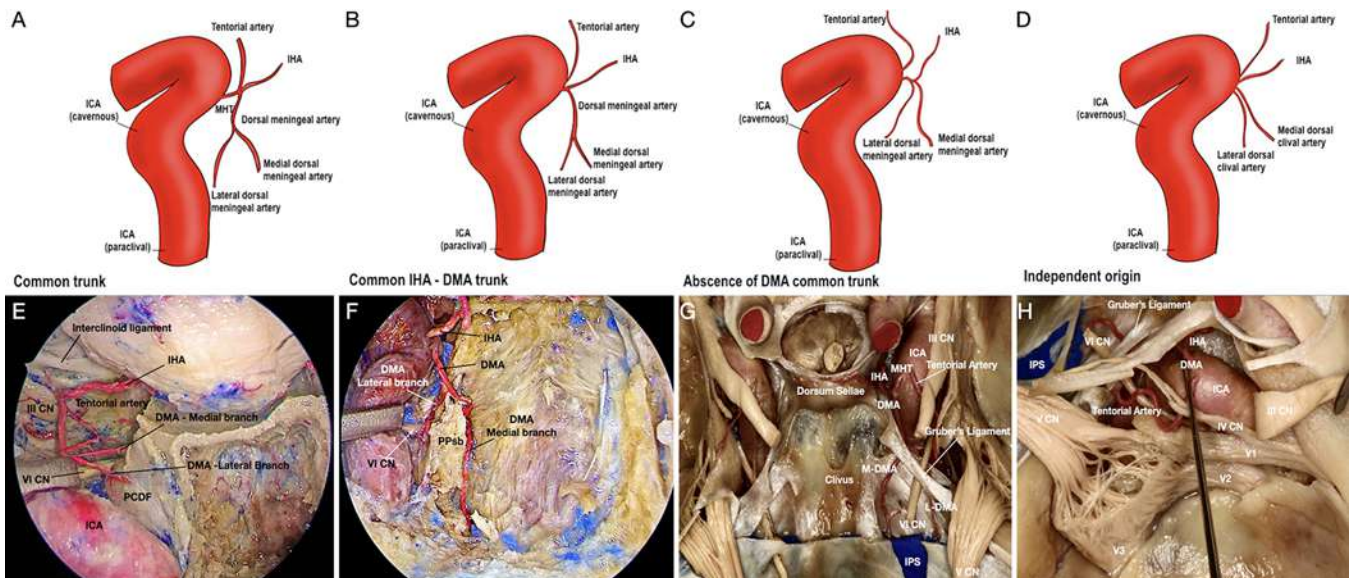 A
Tentorial artery
IHA
MHT
ICA
(cavernous)
Dorsal meningeal artery
Medial dorsal
meningeal artery
Lateral dorsal
meningeal artery
ICA
(paraclival)
Common trunk
B
Tentorial artery
IHA
ICA
(cavernous)
Dorsal meningeal artery
Medial dorsal
meningeal artery
Lateral dorsal
meningeal artery
ICA
(paraclival)
Common IHA - DMA trunk
C
Tentorial artery
IHA
ICA
(cavernous)
Lateral dorsal
meningeal artery
Medial dorsal
meningeal artery
ICA
(paraclival)
Absence of DMA common trunk
D
Tentorial artery
IHA
ICA
(cavernous)
Medial dorsal
clival artery
Lateral dorsal
clival artery
ICA
(paraclival)
Independent origin
E
Interclinoid ligament
IHA
III CN
Tentorial artery
DMA - Medial branch
DMA -Lateral Branch
VI CN
PCDF
ICA
F
IHA
DMA
DMA
Lateral branch
DMA
Medial branch
PPsb
VI CN
G
III CN
ICA
MHT
IHA
Tentorial Artery
Dorsum Sellae
DMA
Gruber's Ligament
M-DMA
Clivus
L-DMA
VI CN
IPS
V CN
H
Gruber's Ligament
VI CN
IHA
IPS
DMA
ICA
V CN
Tentorial Artery
III CN
IV CN
V1
V2
V3